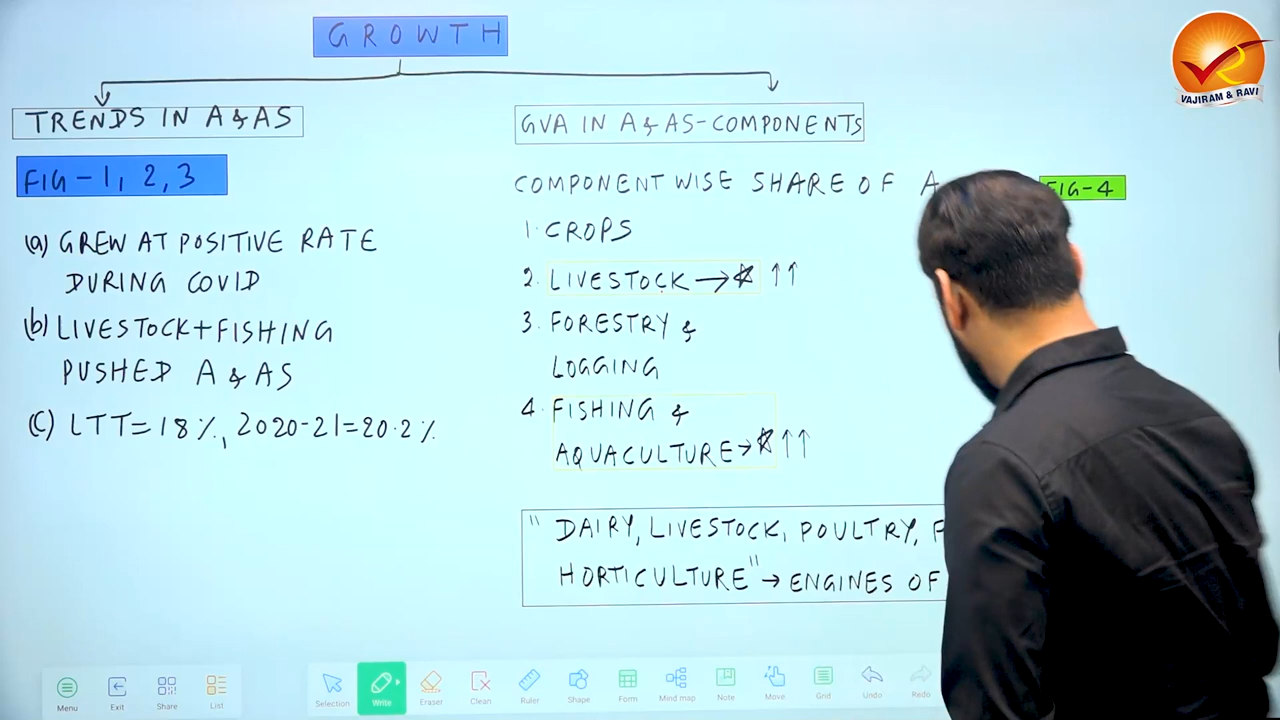 GROWTH
TRENDS IN A & AS
FIG-1, 2, 3
(a) GREW AT POSITIVE RATE
DURING COVID
(b) LIVESTOCK+FISHING
PUSHED A & AS
(C) LTT=18%, 2020-21=20.2%
GVA IN A & AS-COMPONENTS
COMPONENT WISE SHARE OF A
FIG-4
1. CROPS
2. LIVESTOCK → ☆ ↑↑
3. FORESTRY &
LOGGING
4. FISHING &
AQUACULTURE → ☆ ↑↑
" DAIRY, LIVESTOCK, POULTRY, F
HORTICULTURE" → ENGINES OF
VAJIRAM & RAVI
Menu Exit Share List Selection Write Eraser Clean Ruler Shape Form Mind map Note Move Grid Undo Redo